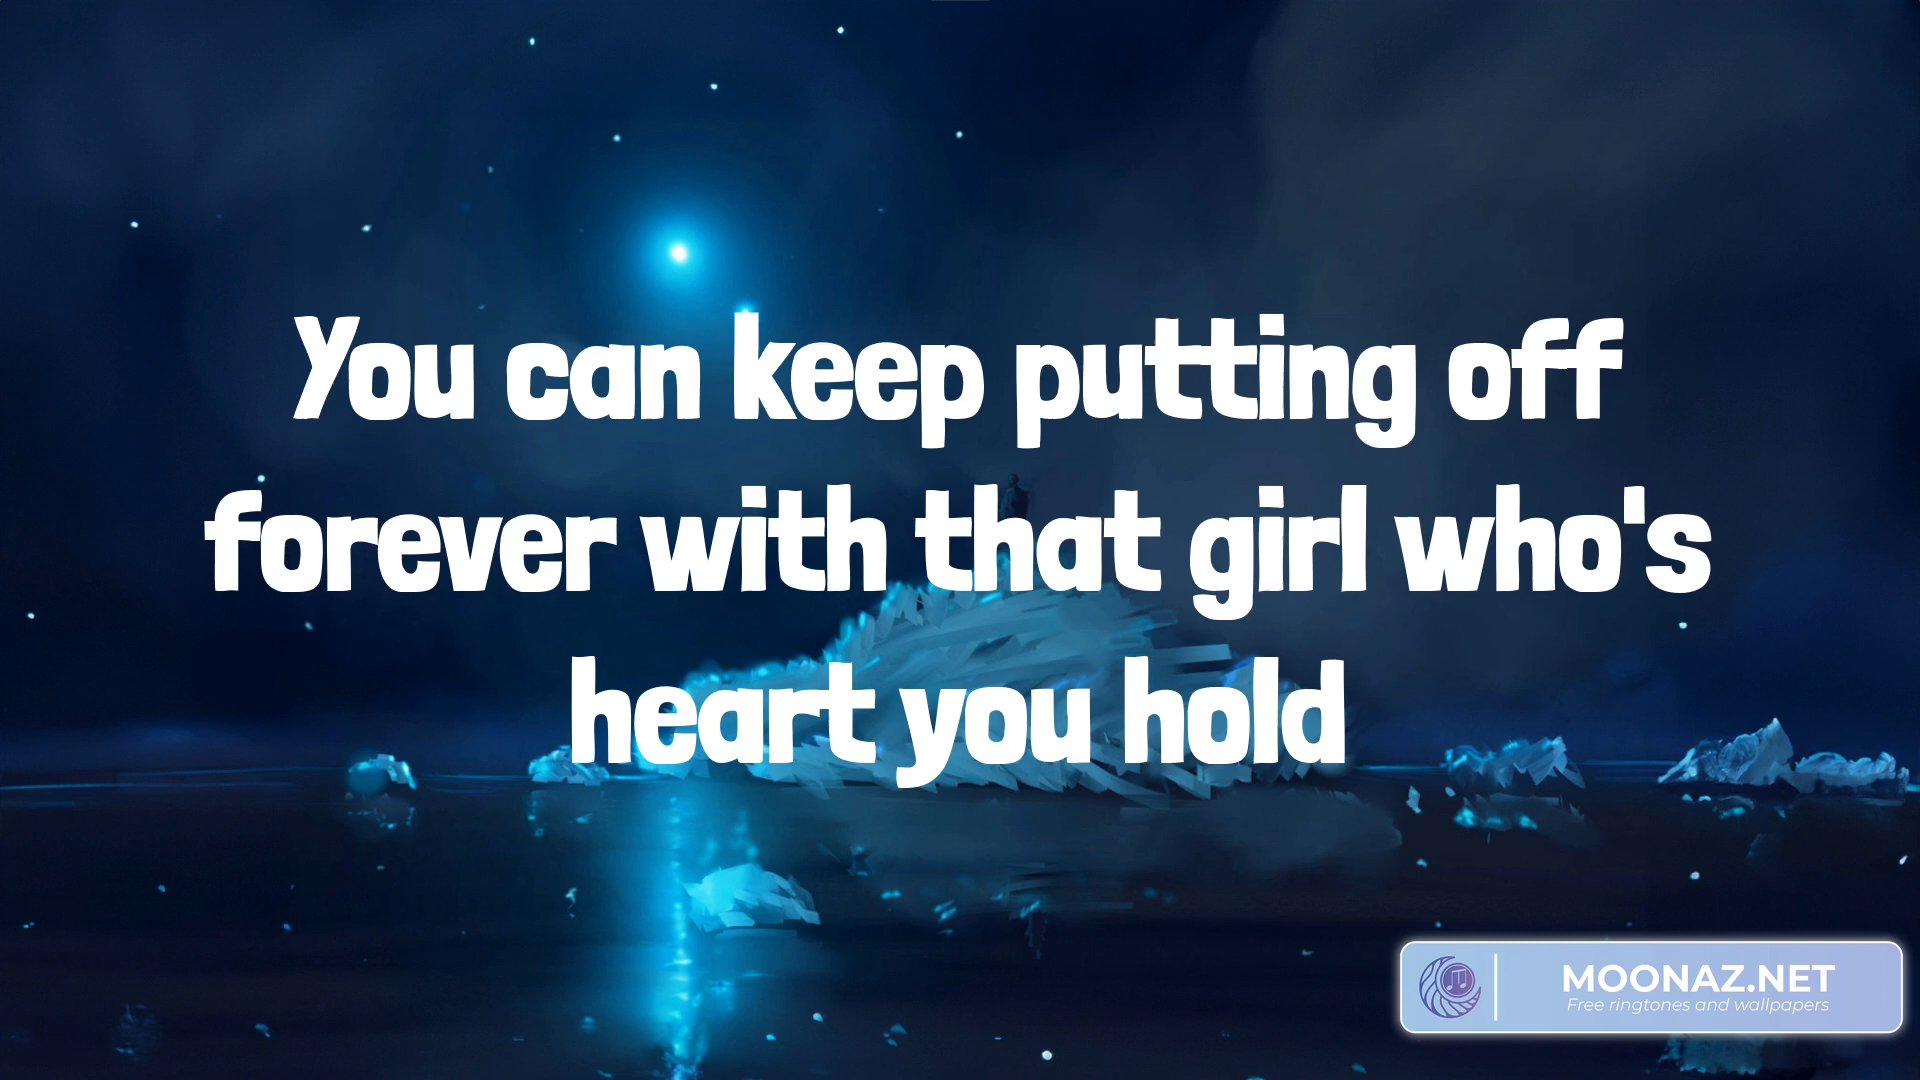 You can keep putting off
forever with that girl who's
heart you hold
MOONAZ.NET
Free ringtones and wallpapers